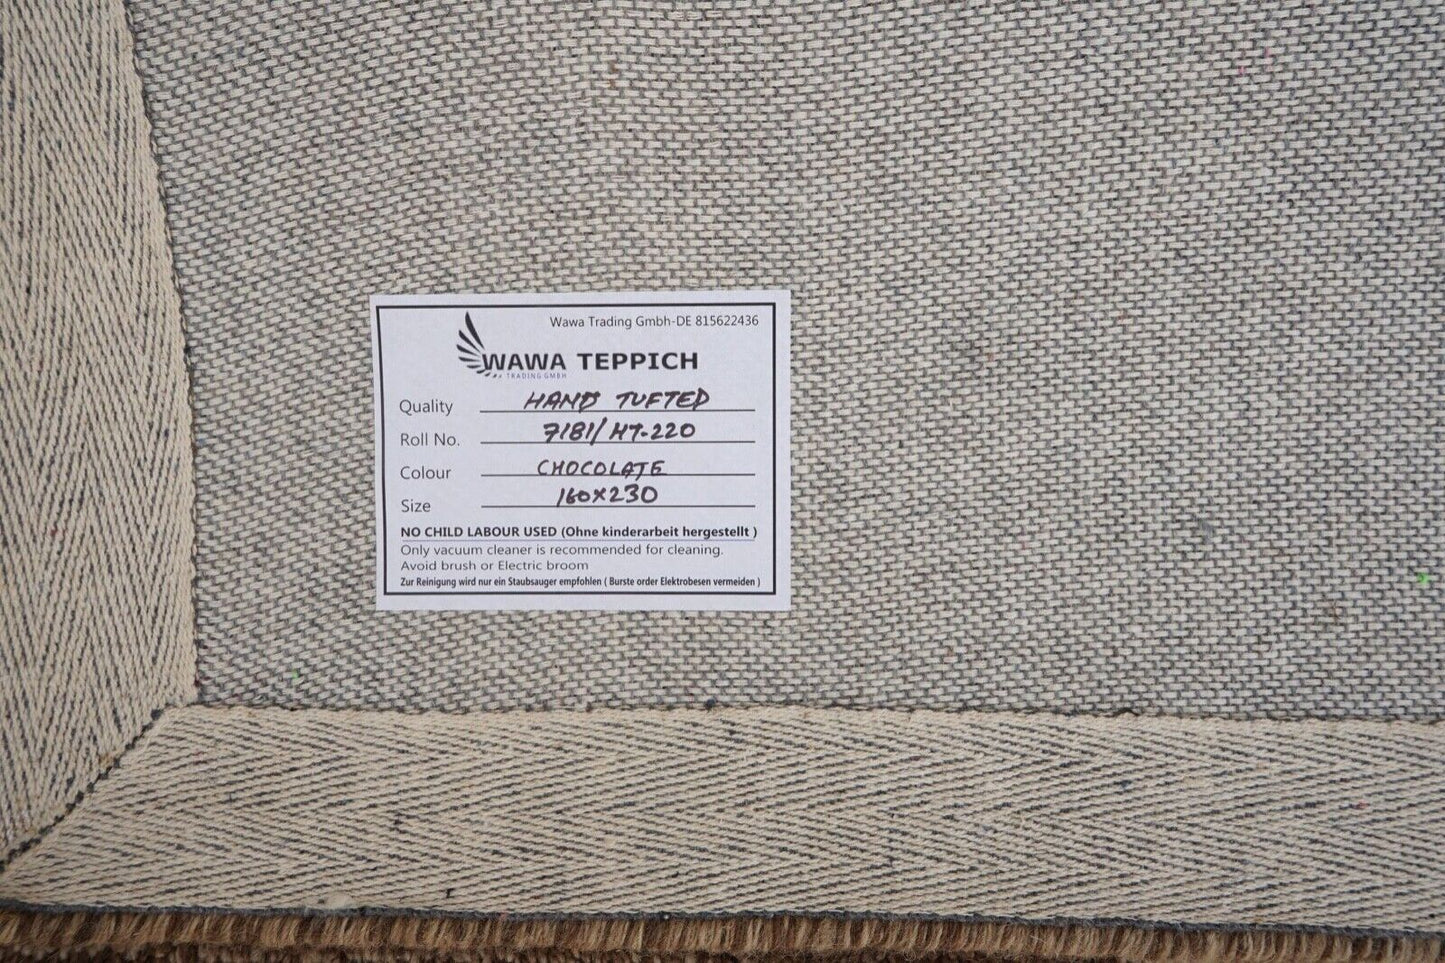 Wawa Trading Gmbh-DE 815622436
WAWA TEPPICH
TRADING GMBH
Quality HAND TUFTED
Roll No. 7181/HT-220
Colour CHOCOLATE
Size 160x230
NO CHILD LABOUR USED (Ohne kinderarbeit hergestellt )
Only vacuum cleaner is recommended for cleaning.
Avoid brush or Electric broom
Zur Reinigung wird nur ein Staubsauger empfohlen ( Burste order Elektrobesen vermeiden )